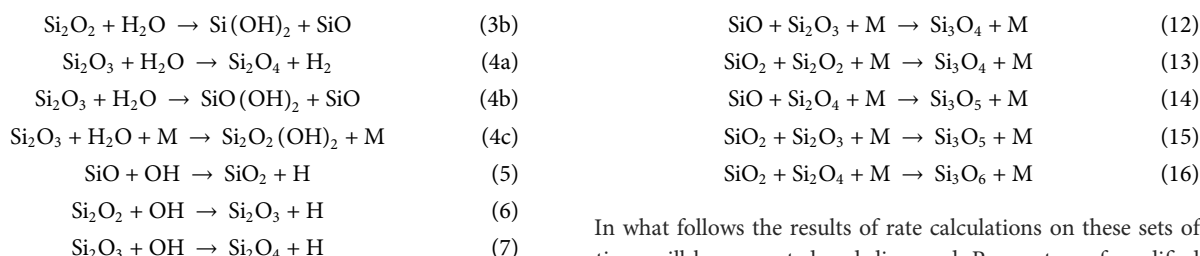 Si₂O₂ + H₂O → Si(OH)₂ + SiO (3b)
Si₂O₃ + H₂O → Si₂O₄ + H₂ (4a)
Si₂O₃ + H₂O → SiO(OH)₂ + SiO (4b)
Si₂O₃ + H₂O + M → Si₂O₂(OH)₂ + M (4c)
SiO + OH → SiO₂ + H (5)
Si₂O₂ + OH → Si₂O₃ + H (6)
Si₂O₃ + OH → Si₂O₄ + H (7)
SiO + Si₂O₃ + M → Si₃O₄ + M (12)
SiO₂ + Si₂O₂ + M → Si₃O₄ + M (13)
SiO + Si₂O₄ + M → Si₃O₅ + M (14)
SiO₂ + Si₂O₃ + M → Si₃O₅ + M (15)
SiO₂ + Si₂O₄ + M → Si₃O₆ + M (16)
In what follows the results of rate calculations on these sets of